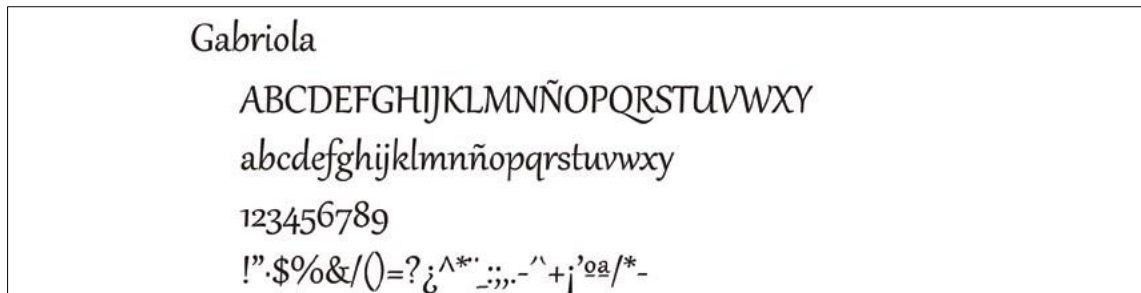 Gabriola
ABCDEFGHIJKLMNÑOPQRSTUVWXY
abcdefghijklmnñopqrstuvwxy
123456789
!”·$%&/()=?¿^*¨_:;,.-´`+¡'ºª/*-